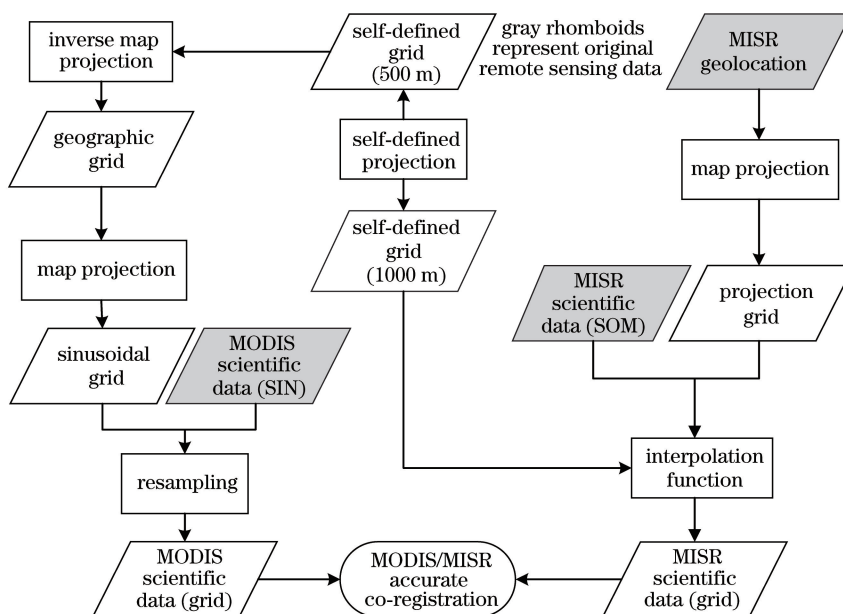 inverse map
projection
self-defined
grid
(500 m)
gray rhomboids
represent original
remote sensing data
MISR
geolocation
geographic
grid
self-defined
projection
map projection
map projection
self-defined
grid
(1000 m)
MISR
scientific
data (SOM)
projection
grid
sinusoidal
grid
MODIS
scientific
data (SIN)
resampling
interpolation
function
MODIS
scientific
data (grid)
MODIS/MISR
accurate
co-registration
MISR
scientific
data (grid)